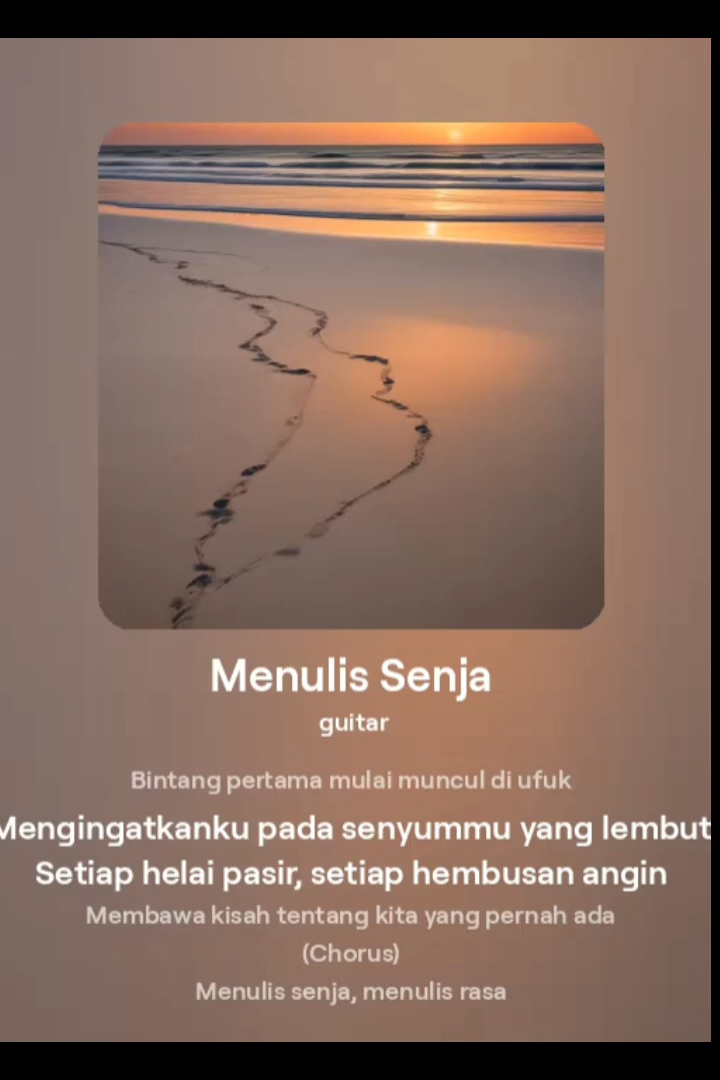 Menulis Senja
guitar
Bintang pertama mulai muncul di ufuk
Mengingatkanku pada senyummu yang lembut
Setiap helai pasir, setiap hembusan angin
Membawa kisah tentang kita yang pernah ada
(Chorus)
Menulis senja, menulis rasa